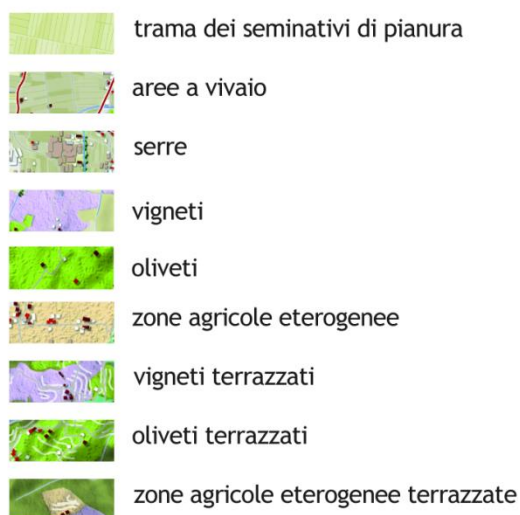 trama dei seminativi di pianura
aree a vivaio
serre
vigneti
oliveti
zone agricole eterogenee
vigneti terrazzati
oliveti terrazzati
zone agricole eterogenee terrazzate